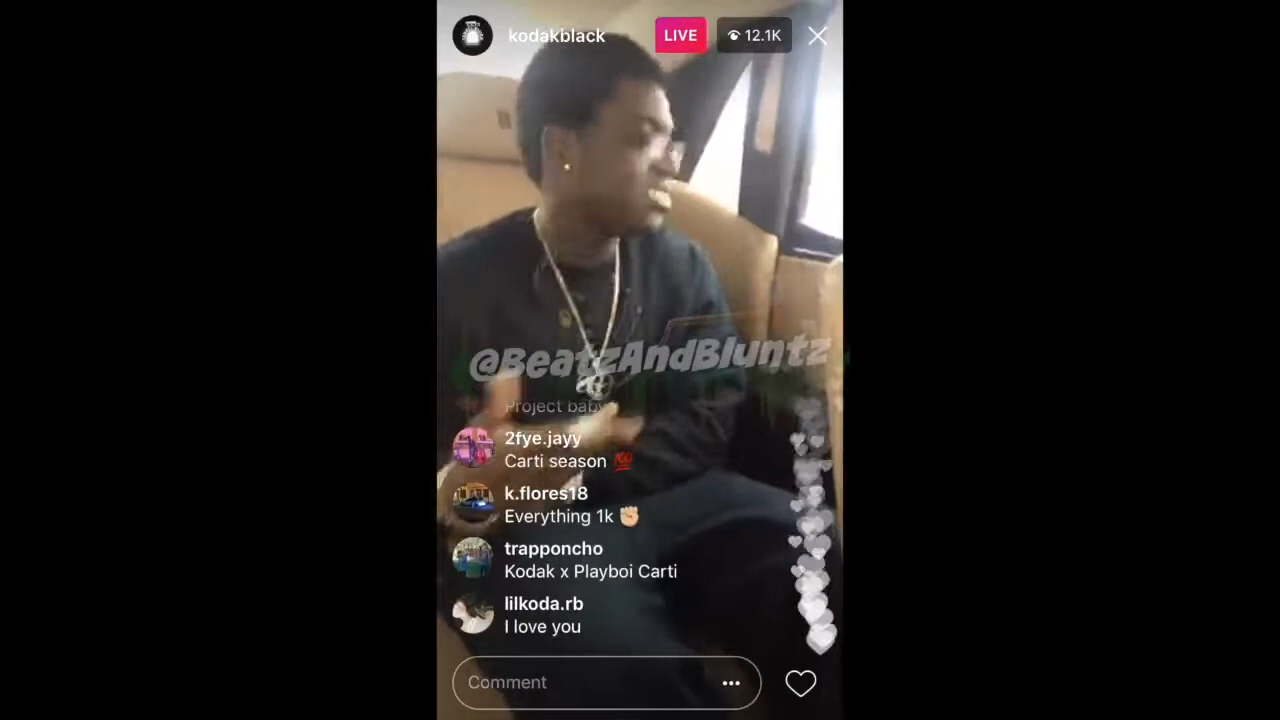 kodakblack
LIVE
12.1K
@BeatzAndBluntz
Project baby
2fye.jayy
Carti season 💯
k.flores18
Everything 1k ✊🏼
trapponcho
Kodak x Playboi Carti
lilkoda.rb
I love you
Comment